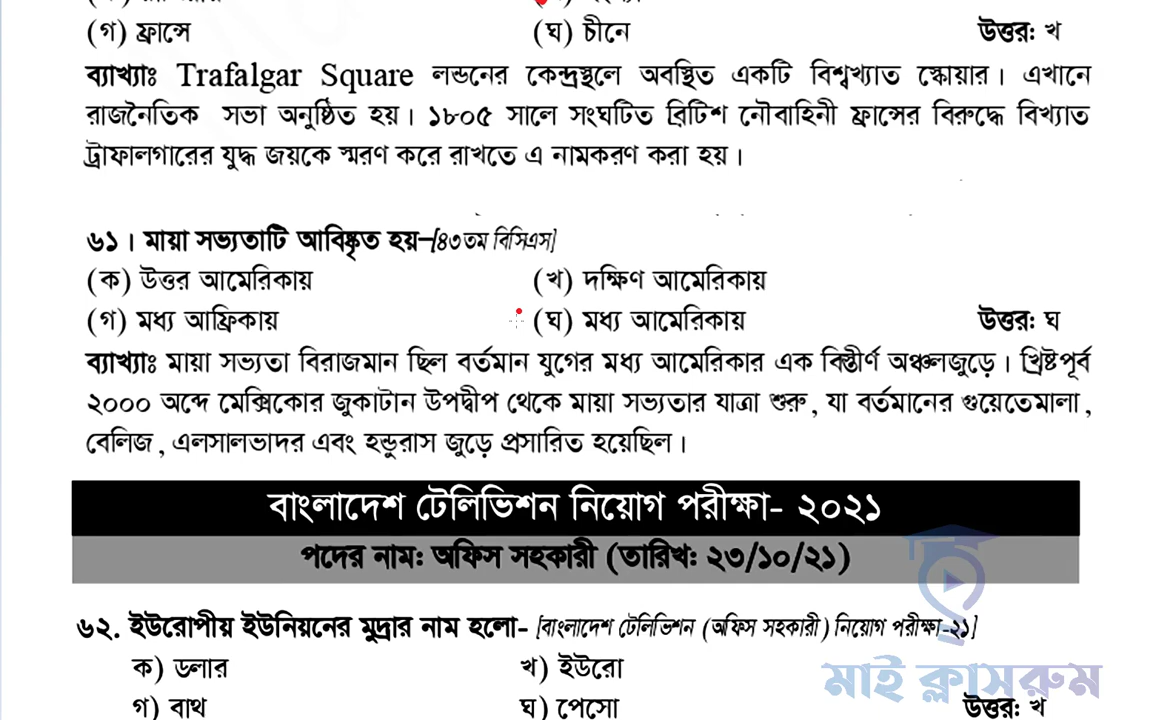 (গ) ফ্রান্সে (ঘ) চীনে উত্তর: খ
ব্যাখ্যাঃ Trafalgar Square লন্ডনের কেন্দ্রস্থলে অবস্থিত একটি বিশ্বখ্যাত স্কোয়ার। এখানে
রাজনৈতিক সভা অনুষ্ঠিত হয়। ১৮০৫ সালে সংঘটিত ব্রিটিশ নৌবাহিনী ফ্রান্সের বিরুদ্ধে বিখ্যাত
ট্রাফালগারের যুদ্ধ জয়কে স্মরণ করে রাখতে এ নামকরণ করা হয়।
৬১। মায়া সভ্যতাটি আবিষ্কৃত হয়–[৪৩তম বিসিএস]
(ক) উত্তর আমেরিকায় (খ) দক্ষিণ আমেরিকায়
(গ) মধ্য আফ্রিকায় (ঘ) মধ্য আমেরিকায় উত্তর: ঘ
ব্যাখ্যাঃ মায়া সভ্যতা বিরাজমান ছিল বর্তমান যুগের মধ্য আমেরিকার এক বিস্তীর্ণ অঞ্চলজুড়ে। খ্রিষ্টপূর্ব
২০০০ অব্দে মেক্সিকোর জুকাটান উপদ্বীপ থেকে মায়া সভ্যতার যাত্রা শুরু, যা বর্তমানের গুয়েতেমালা,
বেলিজ, এলসালভাদর এবং হন্ডুরাস জুড়ে প্রসারিত হয়েছিল।
বাংলাদেশ টেলিভিশন নিয়োগ পরীক্ষা- ২০২১
পদের নাম: অফিস সহকারী (তারিখ: ২৩/১০/২১)
৬২. ইউরোপীয় ইউনিয়নের মুদ্রার নাম হলো- [বাংলাদেশ টেলিভিশন (অফিস সহকারী) নিয়োগ পরীক্ষা-২১]
ক) ডলার খ) ইউরো
মাই ক্লাসরুম
গ) বাথ ঘ) পেসো উত্তর: খ